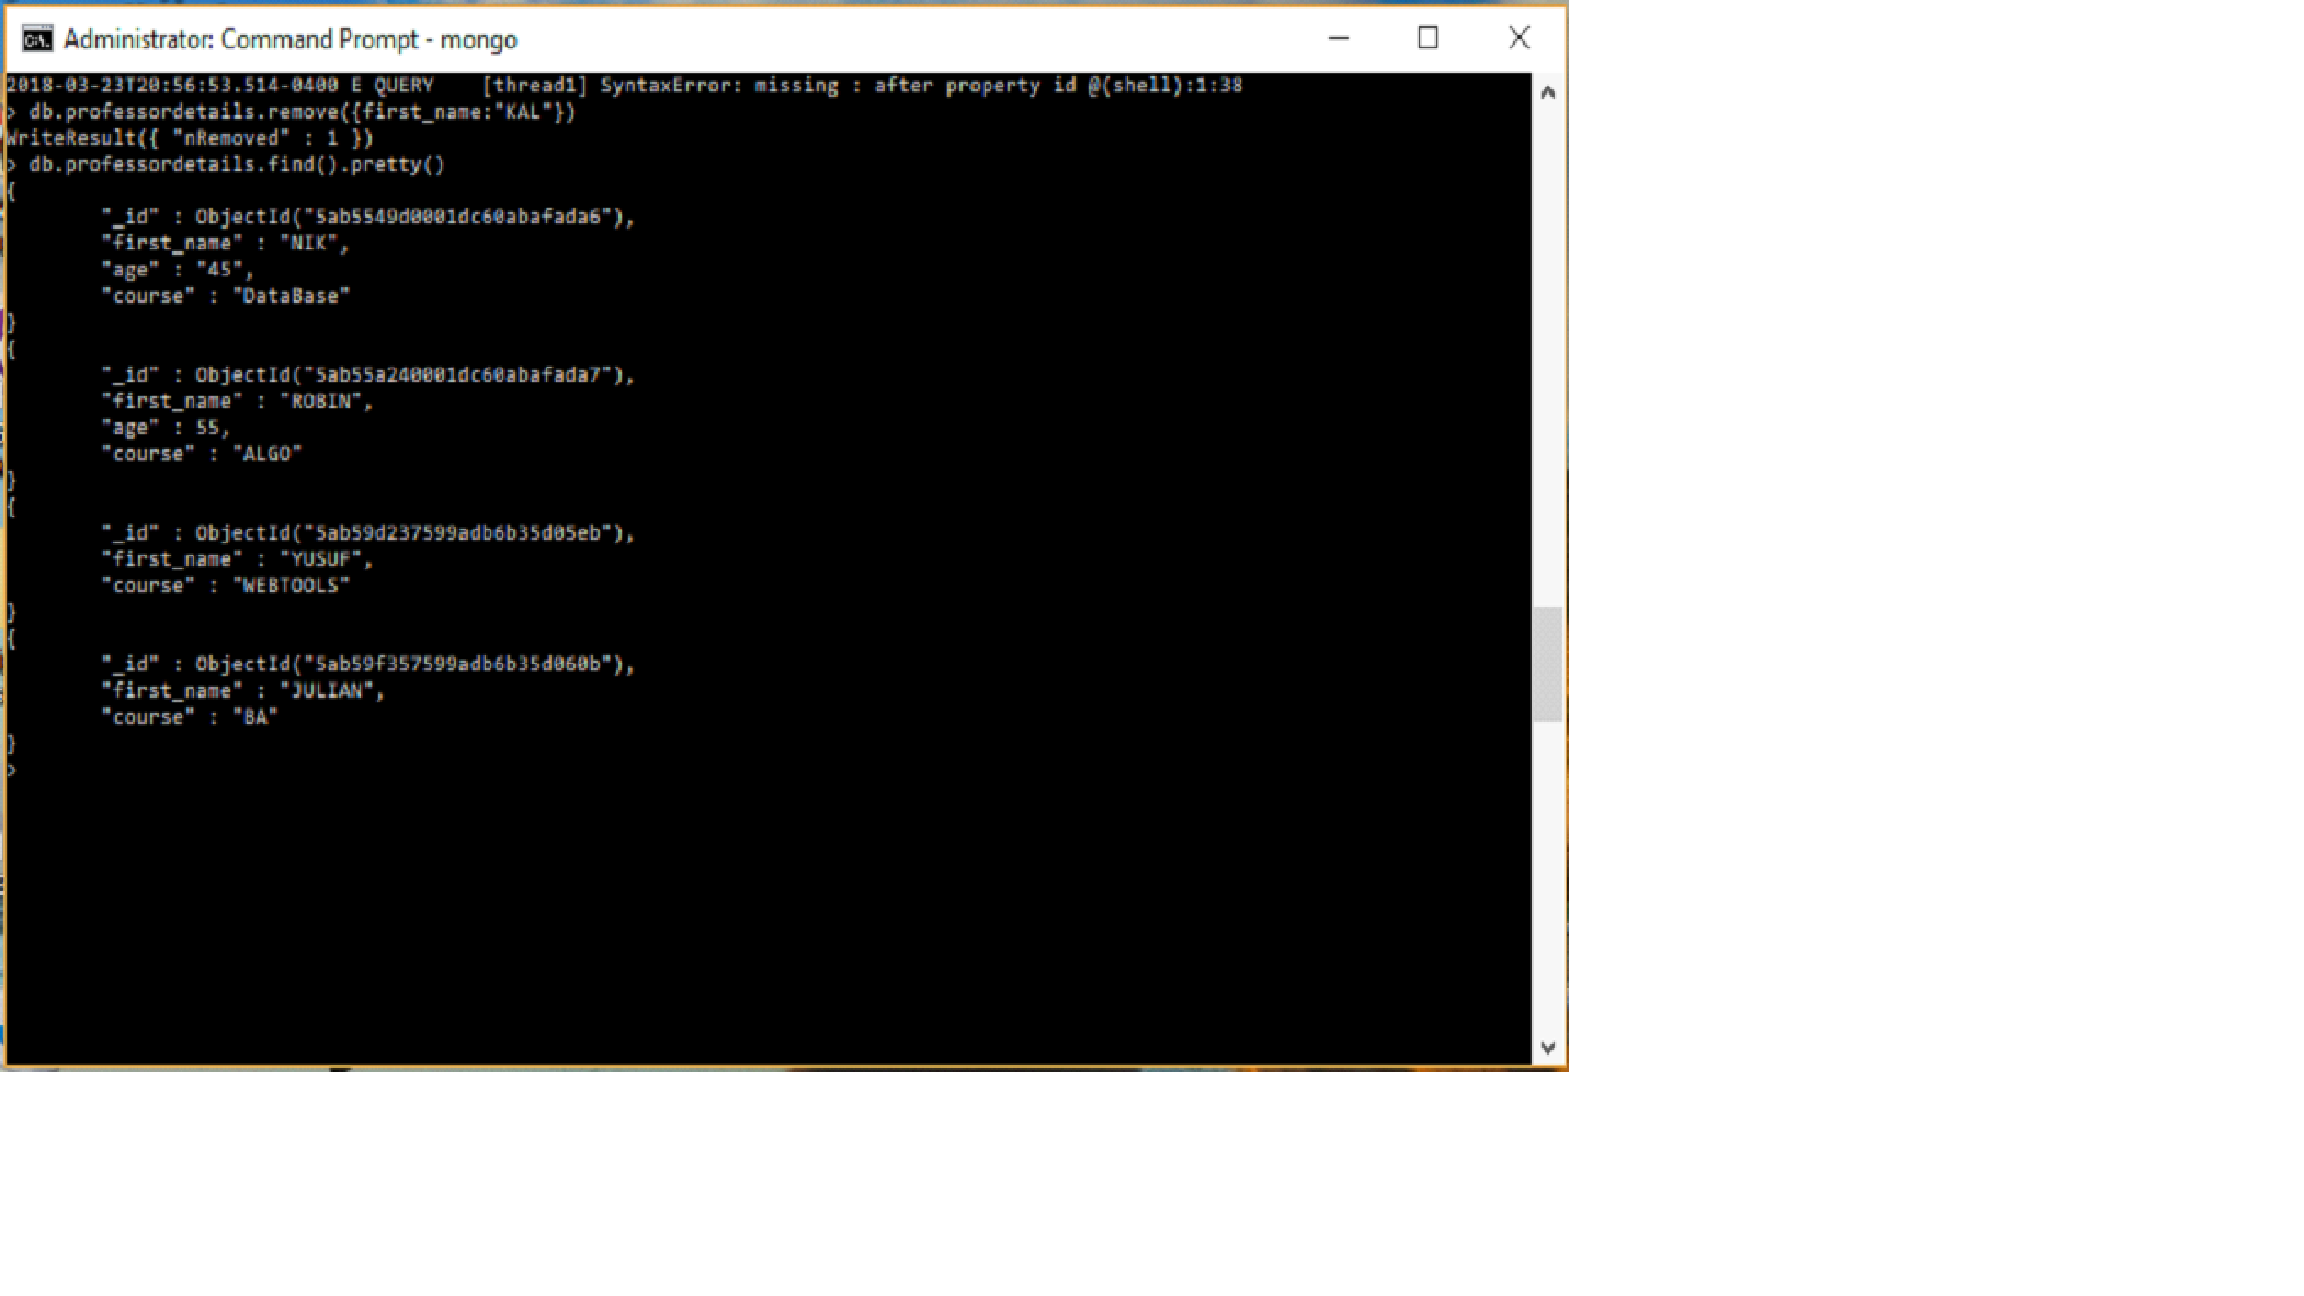 Administrator: Command Prompt - mongo
2018-03-23T20:56:53.514-0400 E QUERY    [thread1] SyntaxError: missing : after property id @(shell):1:38
> db.professordetails.remove({first_name:"KAL"})
WriteResult({ "nRemoved" : 1 })
> db.professordetails.find().pretty()
{
"_id" : ObjectId("5ab5549d0001dc60abafada6"),
"first_name" : "NIK",
"age" : "45",
"course" : "DataBase"
}
{
"_id" : ObjectId("5ab55a240001dc60abafada7"),
"first_name" : "ROBIN",
"age" : 55,
"course" : "ALGO"
}
{
"_id" : ObjectId("5ab59d237599adb6b35d05eb"),
"first_name" : "YUSUF",
"course" : "WEBTOOLS"
}
{
"_id" : ObjectId("5ab59f357599adb6b35d060b"),
"first_name" : "JULIAN",
"course" : "BA"
}
>